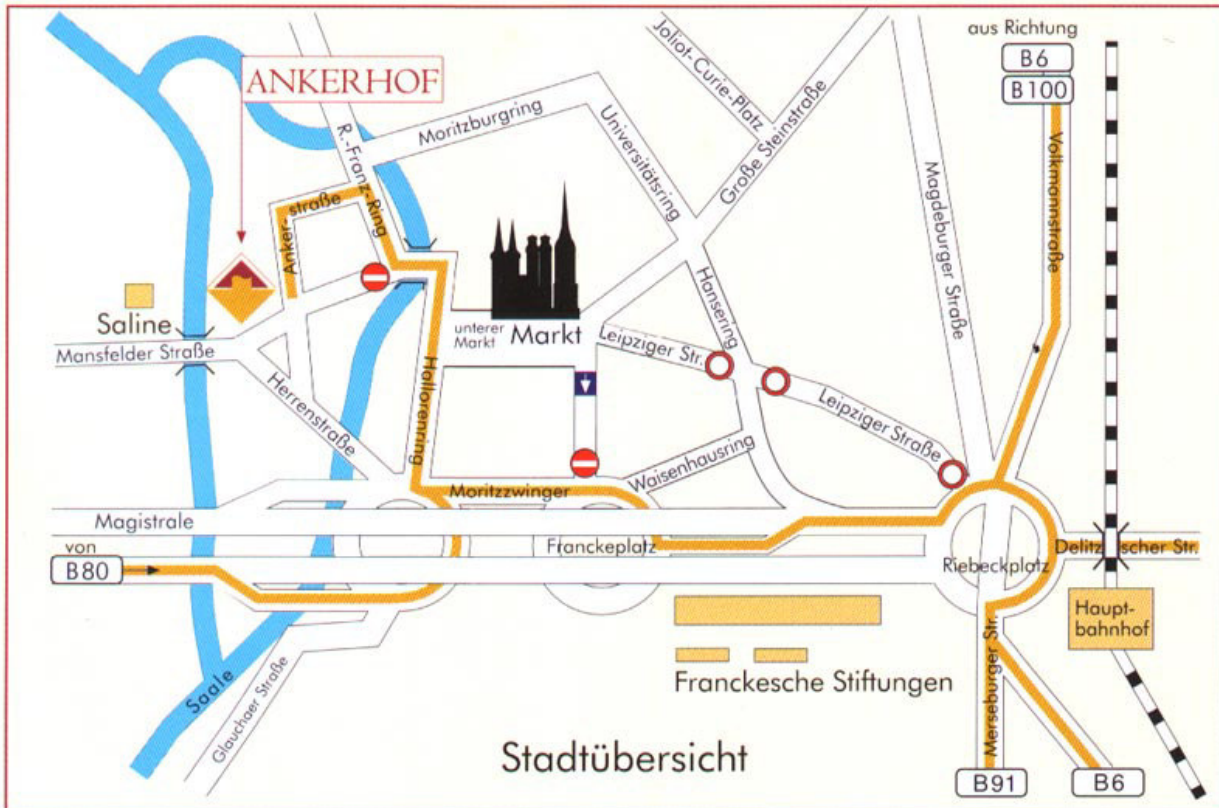 aus Richtung
B6
B100
ANKERHOF
Joliot-Curie-Platz
Moritzburgring
R.-Franz-Ring
Universitätsring
Große Steinstraße
Magdeburger Straße
Volkmannstraße
Anker-
straße
Saline
Mansfelder Straße
Herrenstraße
Hallorenring
unterer
Markt
Markt
Hansering
Leipziger Str.
Leipziger Straße
Waisenhausring
Moritzzwinger
Magistrale
von
B80
Franckeplatz
Riebeckplatz
Delitz
ischer Str.
Haupt-
bahnhof
Saale
Glauchaer Straße
Franckesche Stiftungen
Merseburger Str.
Stadtübersicht
B91
B6